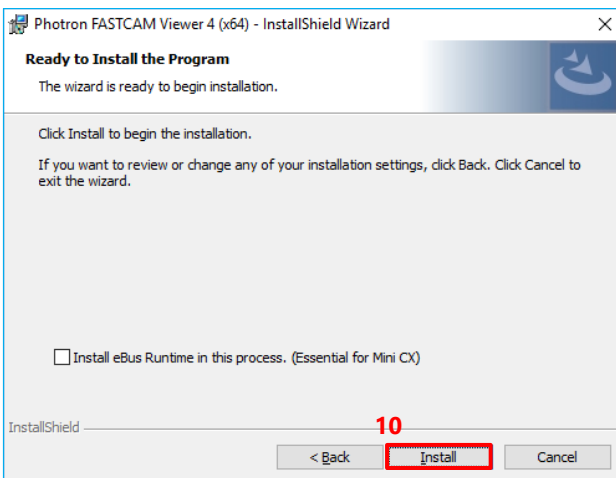 Photron FASTCAM Viewer 4 (x64) - InstallShield Wizard
Ready to Install the Program
The wizard is ready to begin installation.
Click Install to begin the installation.
If you want to review or change any of your installation settings, click Back. Click Cancel to
exit the wizard.
Install eBus Runtime in this process. (Essential for Mini CX)
InstallShield
10
< Back
Install
Cancel